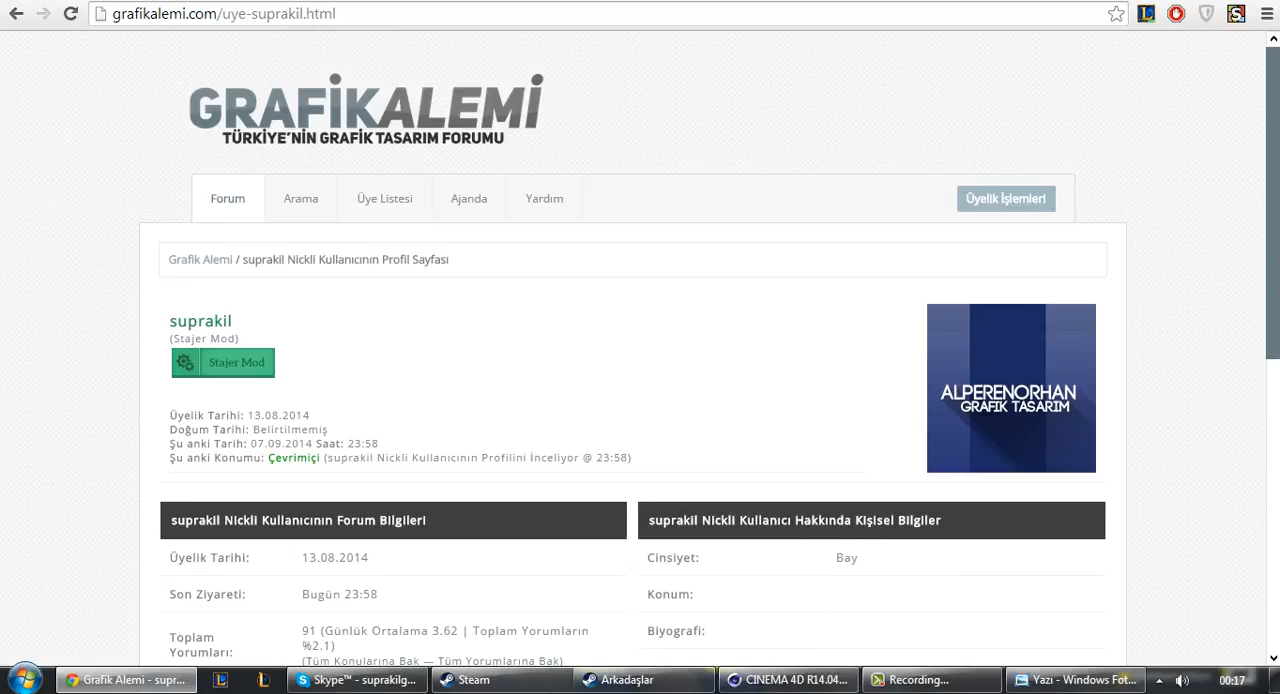 grafikalemi.com/uye-suprakil.html
GRAFİKALEMİ
TÜRKİYE'NİN GRAFİK TASARIM FORUMU
Forum Arama Üye Listesi Ajanda Yardım Üyelik İşlemleri
Grafik Alemi / suprakil Nickli Kullanıcının Profil Sayfası
suprakil
(Stajer Mod)
Stajer Mod
ALPERENORHAN
GRAFIK TASARIM
Üyelik Tarihi: 13.08.2014
Doğum Tarihi: Belirtilmemiş
Şu anki Tarih: 07.09.2014 Saat: 23:58
Şu anki Konumu: Çevrimiçi (suprakil Nickli Kullanıcının Profilini İnceliyor @ 23:58)
suprakil Nickli Kullanıcının Forum Bilgileri
Üyelik Tarihi: 13.08.2014
Son Ziyareti: Bugün 23:58
Toplam Yorumları: 91 (Günlük Ortalama 3.62 | Toplam Yorumların %2.1)
(Tüm Konularına Bak — Tüm Yorumlarına Bak)
suprakil Nickli Kullanıcı Hakkında Kişisel Bilgiler
Cinsiyet: Bay
Konum:
Biyografi:
Grafik Alemi - supr... Skype™ - suprakilg... Steam Arkadaşlar CINEMA 4D R14.04... Recording... Yazı - Windows Fot... 00:17